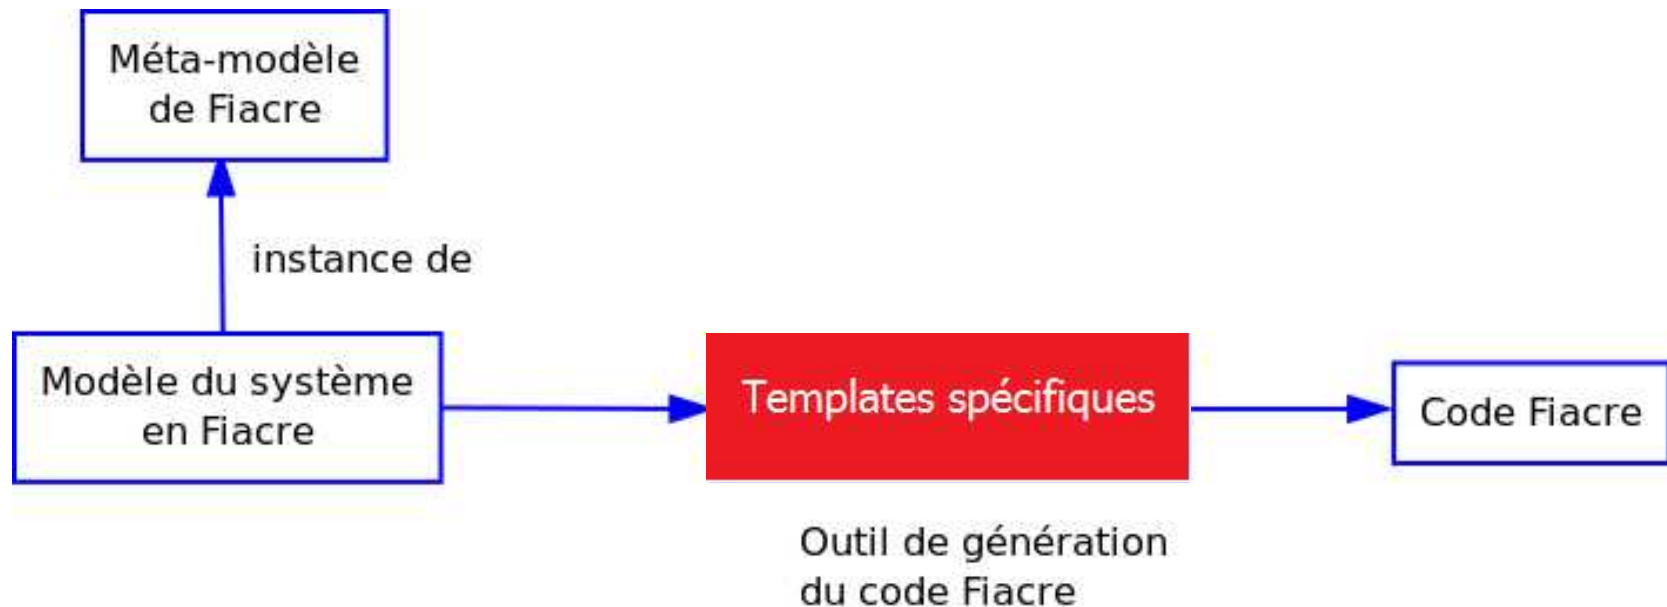 Méta-modèle
de Fiacre
instance de
Modèle du système
en Fiacre
Templates spécifiques
Code Fiacre
Outil de génération
du code Fiacre